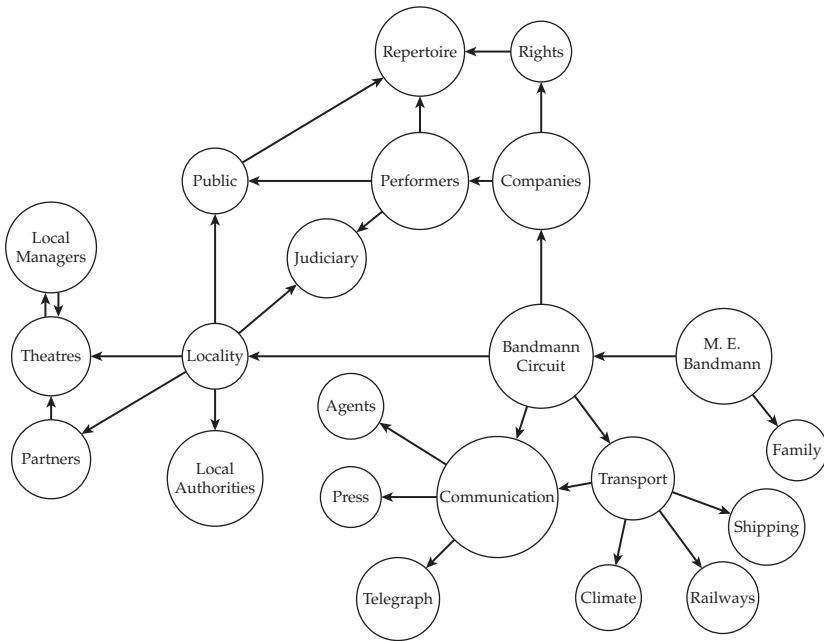 Repertoire
Rights
Public
Performers
Companies
Local
Managers
Judiciary
Theatres
Locality
Bandmann
Circuit
M. E.
Bandmann
Agents
Partners
Local
Authorities
Family
Press
Communication
Transport
Shipping
Telegraph
Climate
Railways